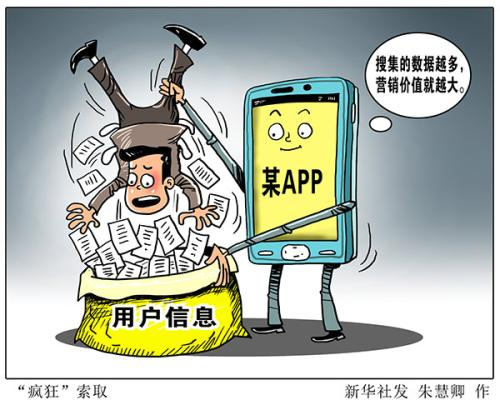 搜集的数据越多,
营销价值就越大。
某APP
用户信息
“疯狂”索取
新华社发 朱慧卿 作